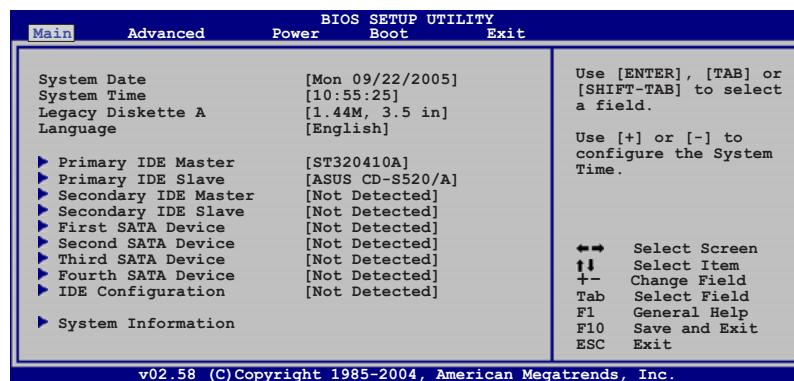 BIOS SETUP UTILITY
Main Advanced Power Boot Exit
System Date [Mon 09/22/2005]
System Time [10:55:25]
Legacy Diskette A [1.44M, 3.5 in]
Language [English]
Primary IDE Master [ST320410A]
Primary IDE Slave [ASUS CD-S520/A]
Secondary IDE Master [Not Detected]
Secondary IDE Slave [Not Detected]
First SATA Device [Not Detected]
Second SATA Device [Not Detected]
Third SATA Device [Not Detected]
Fourth SATA Device [Not Detected]
IDE Configuration [Not Detected]
System Information
Use [ENTER], [TAB] or
[SHIFT-TAB] to select
a field.
Use [+] or [-] to
configure the System
Time.
Select Screen
Select Item
+- Change Field
Tab Select Field
F1 General Help
F10 Save and Exit
ESC Exit
v02.58 (C)Copyright 1985-2004, American Megatrends, Inc.